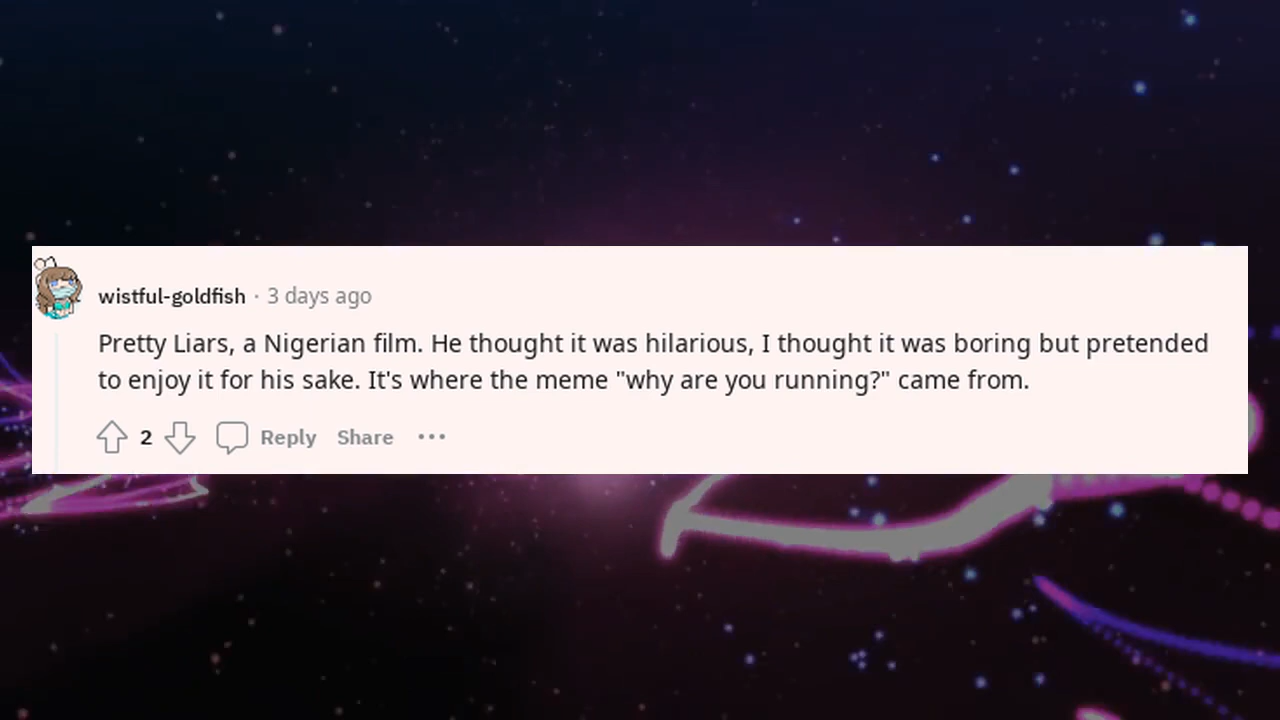 wistful-goldfish · 3 days ago
Pretty Liars, a Nigerian film. He thought it was hilarious, I thought it was boring but pretended
to enjoy it for his sake. It's where the meme "why are you running?" came from.
2 Reply Share •••